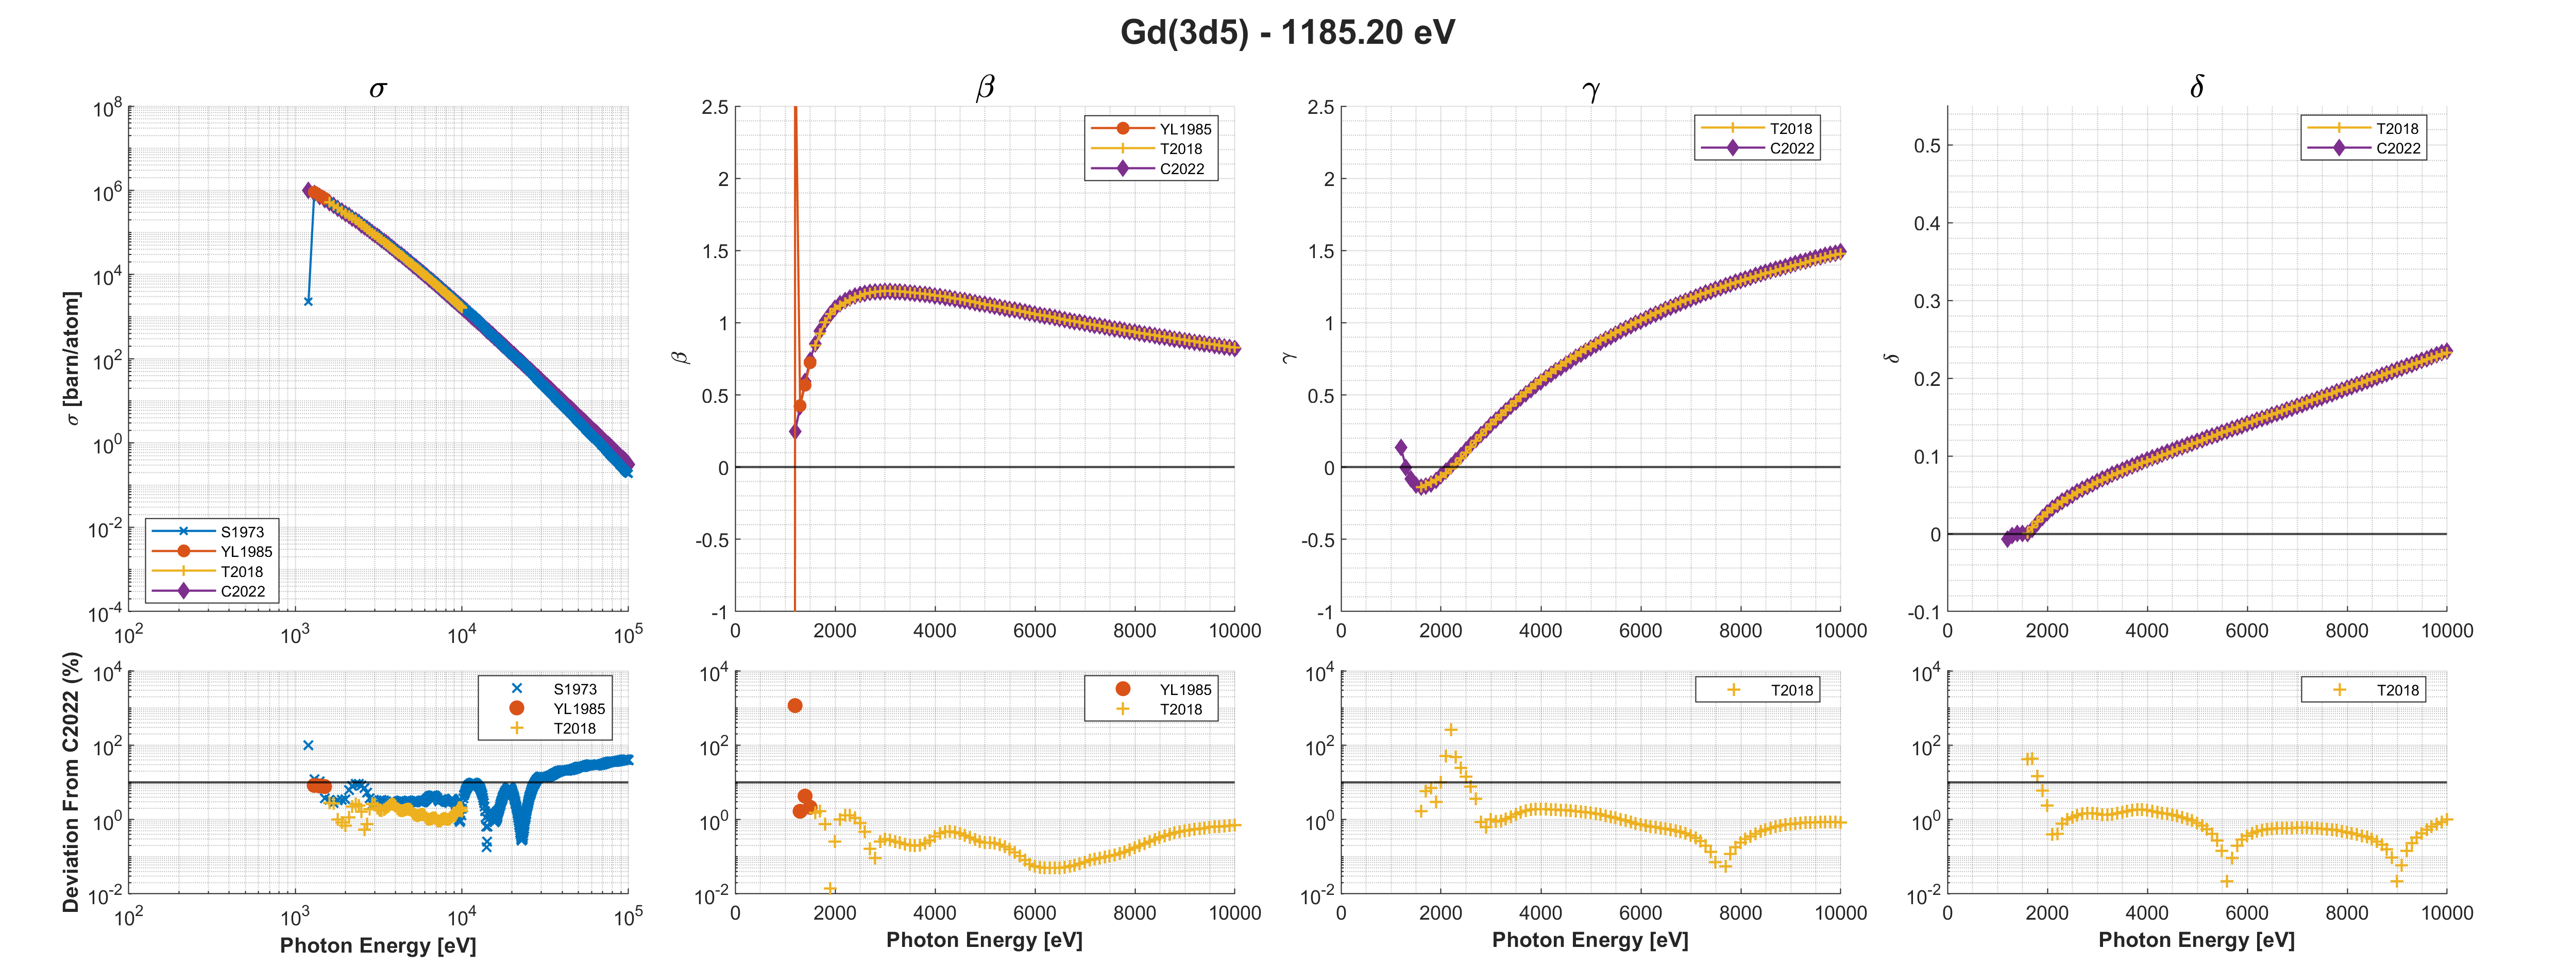 Gd(3d5) - 1185.20 eV
σ
σ [barn/atom]
10^8
10^6
10^4
10^2
10^0
10^-2
10^-4
10^2
10^3
10^4
10^5
S1973
YL1985
T2018
C2022
β
β
2.5
2
1.5
1
0.5
0
-0.5
-1
0
2000
4000
6000
8000
10000
YL1985
T2018
C2022
γ
γ
2.5
2
1.5
1
0.5
0
-0.5
-1
0
2000
4000
6000
8000
10000
T2018
C2022
δ
δ
0.5
0.4
0.3
0.2
0.1
0
-0.1
0
2000
4000
6000
8000
10000
T2018
C2022
Deviation From C2022 (%)
10^4
10^2
10^0
10^-2
10^2
10^3
10^4
10^5
Photon Energy [eV]
S1973
YL1985
T2018
10^4
10^2
10^0
10^-2
0
2000
4000
6000
8000
10000
Photon Energy [eV]
YL1985
T2018
10^4
10^2
10^0
10^-2
0
2000
4000
6000
8000
10000
Photon Energy [eV]
T2018
10^4
10^2
10^0
10^-2
0
2000
4000
6000
8000
10000
Photon Energy [eV]
T2018